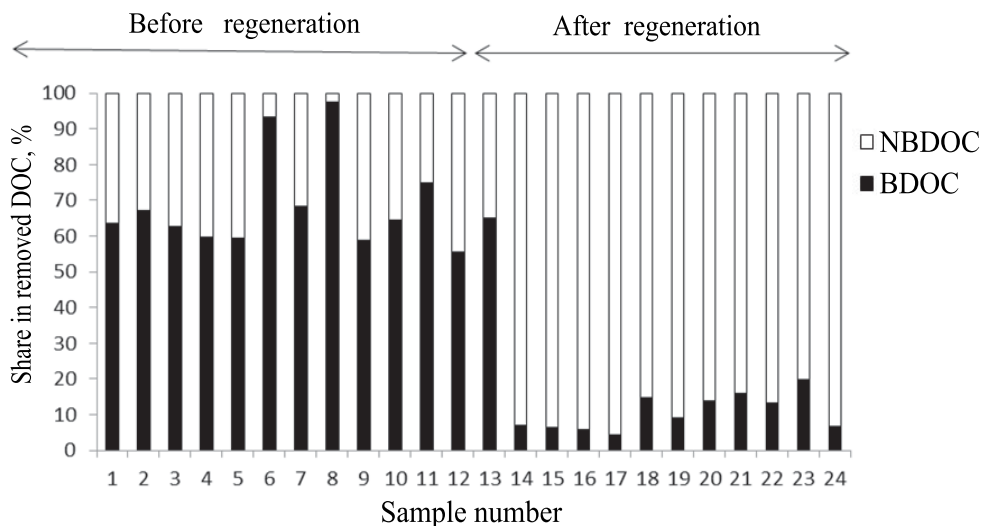 Before regeneration
After regeneration
Share in removed DOC, %
100
90
80
70
60
50
40
30
20
10
0
NBDOC
BDOC
1 2 3 4 5 6 7 8 9 10 11 12 13 14 15 16 17 18 19 20 21 22 23 24
Sample number